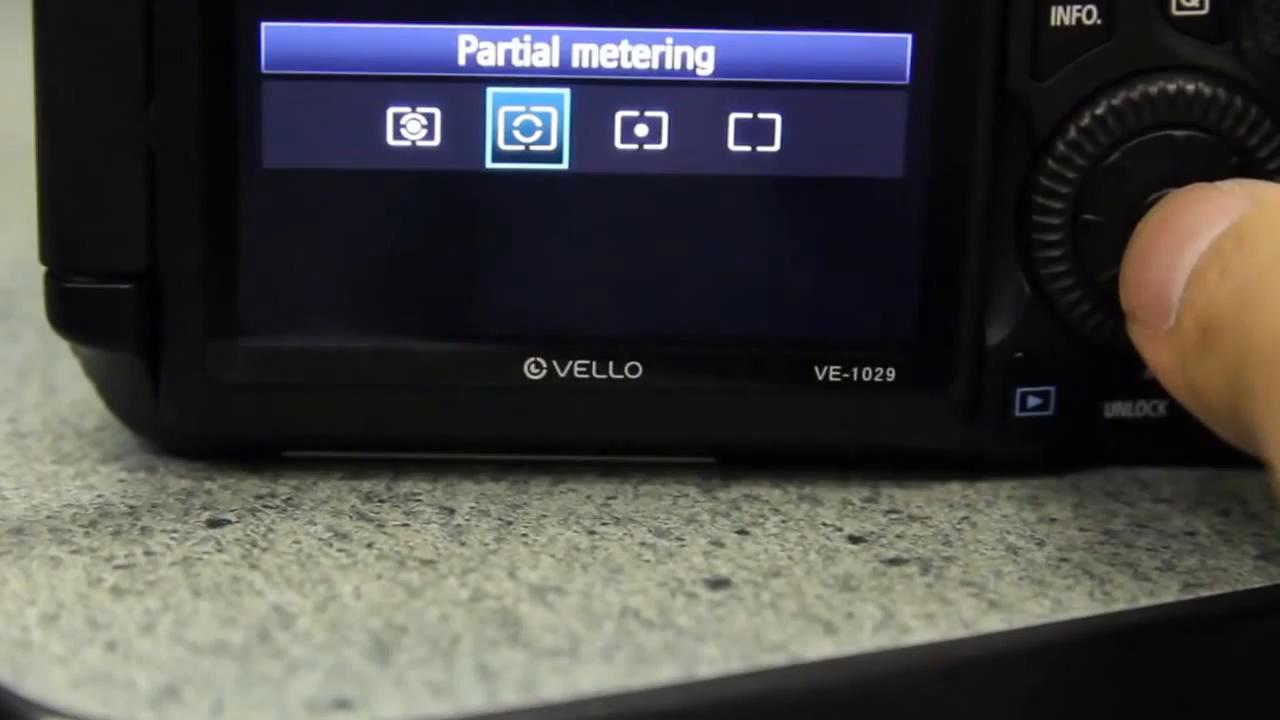 INFO.
Q
Partial metering
VELLO
VE-1029
UNLOCK